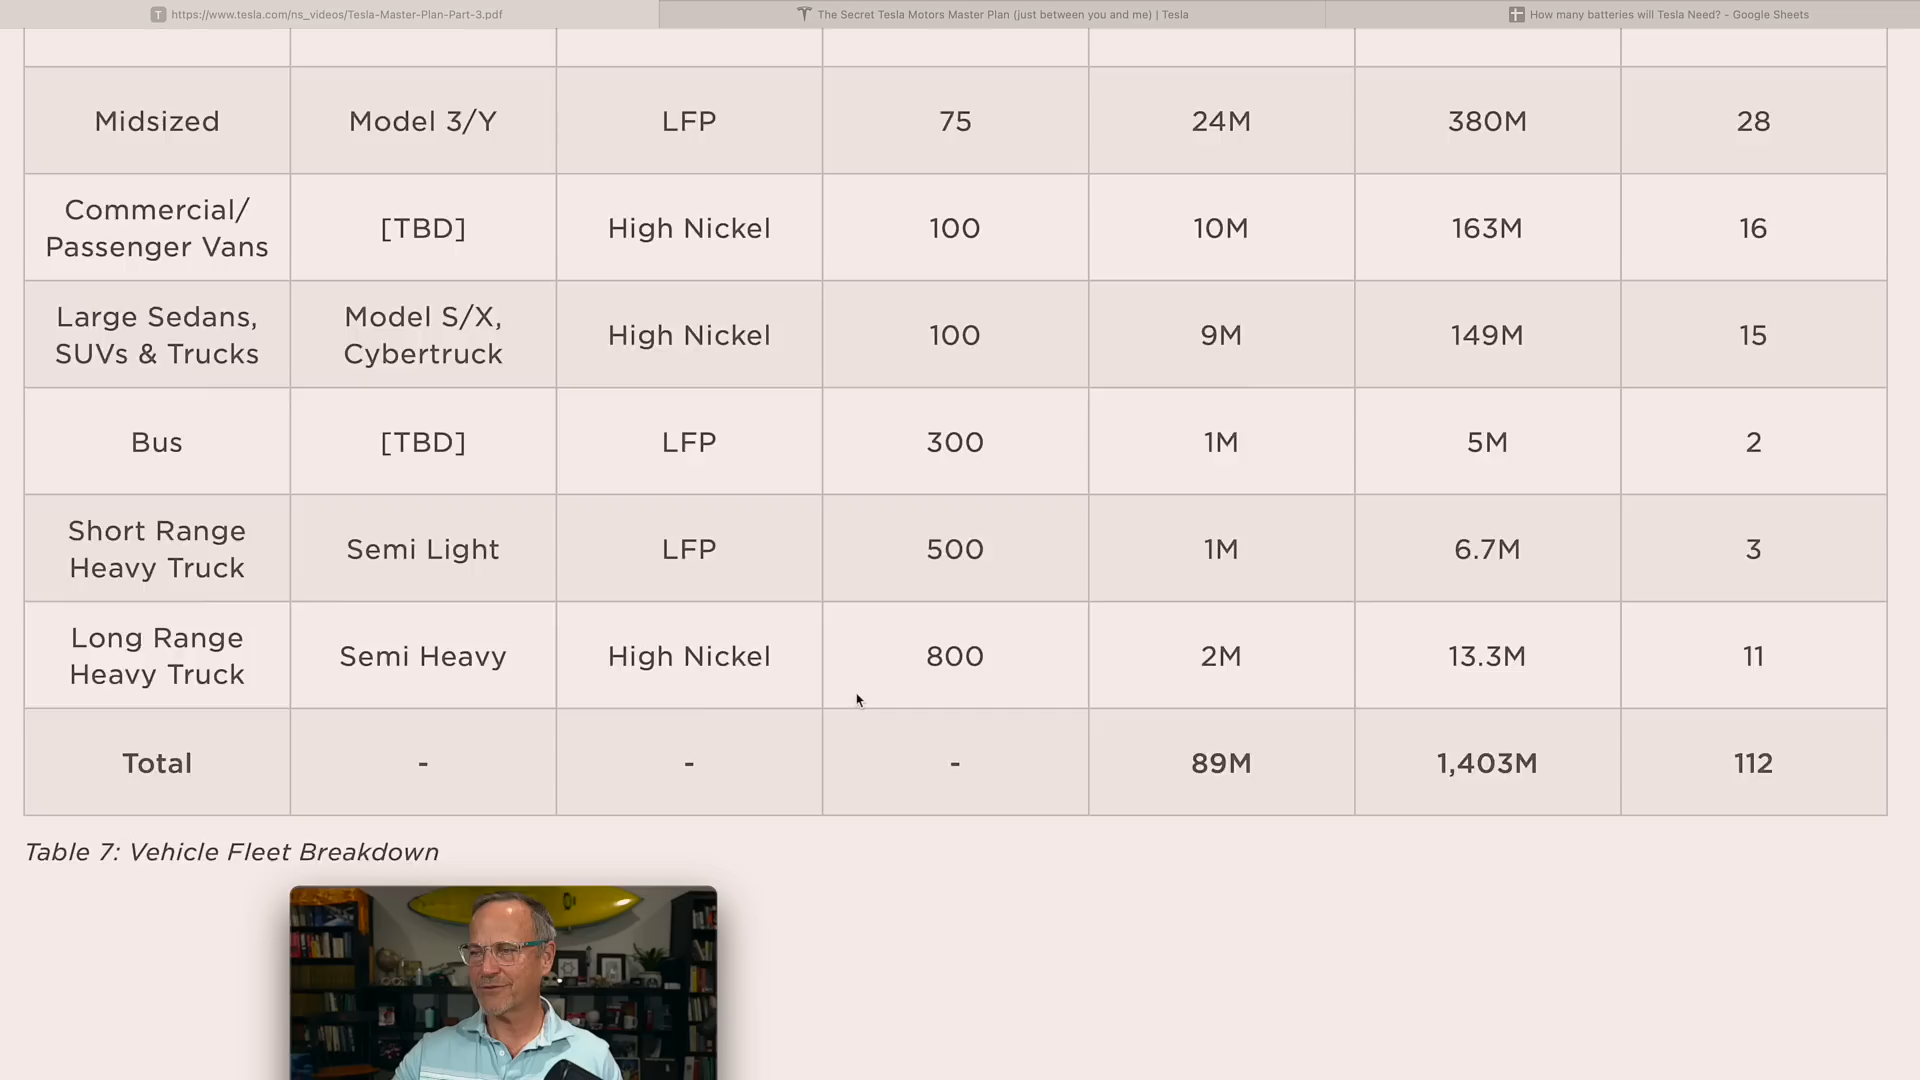 https://www.tesla.com/ns_videos/Tesla-Master-Plan-Part-3.pdf
The Secret Tesla Motors Master Plan (just between you and me) | Tesla
How many batteries will Tesla Need? - Google Sheets
Midsized Model 3/Y LFP 75 24M 380M 28
Commercial/
Passenger Vans [TBD] High Nickel 100 10M 163M 16
Large Sedans, Model S/X,
SUVs & Trucks Cybertruck High Nickel 100 9M 149M 15
Bus [TBD] LFP 300 1M 5M 2
Short Range
Heavy Truck Semi Light LFP 500 1M 6.7M 3
Long Range
Heavy Truck Semi Heavy High Nickel 800 2M 13.3M 11
Total - - - 89M 1,403M 112
Table 7: Vehicle Fleet Breakdown